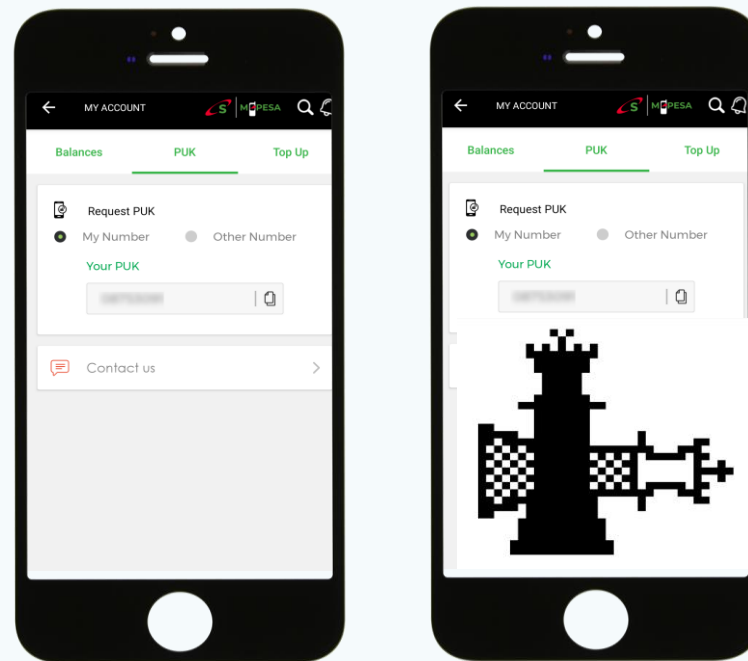 MY ACCOUNT
S
M PESA
Balances
PUK
Top Up
Request PUK
My Number
Other Number
Your PUK
Contact us
MY ACCOUNT
S
M PESA
Balances
PUK
Top Up
Request PUK
My Number
Other Number
Your PUK